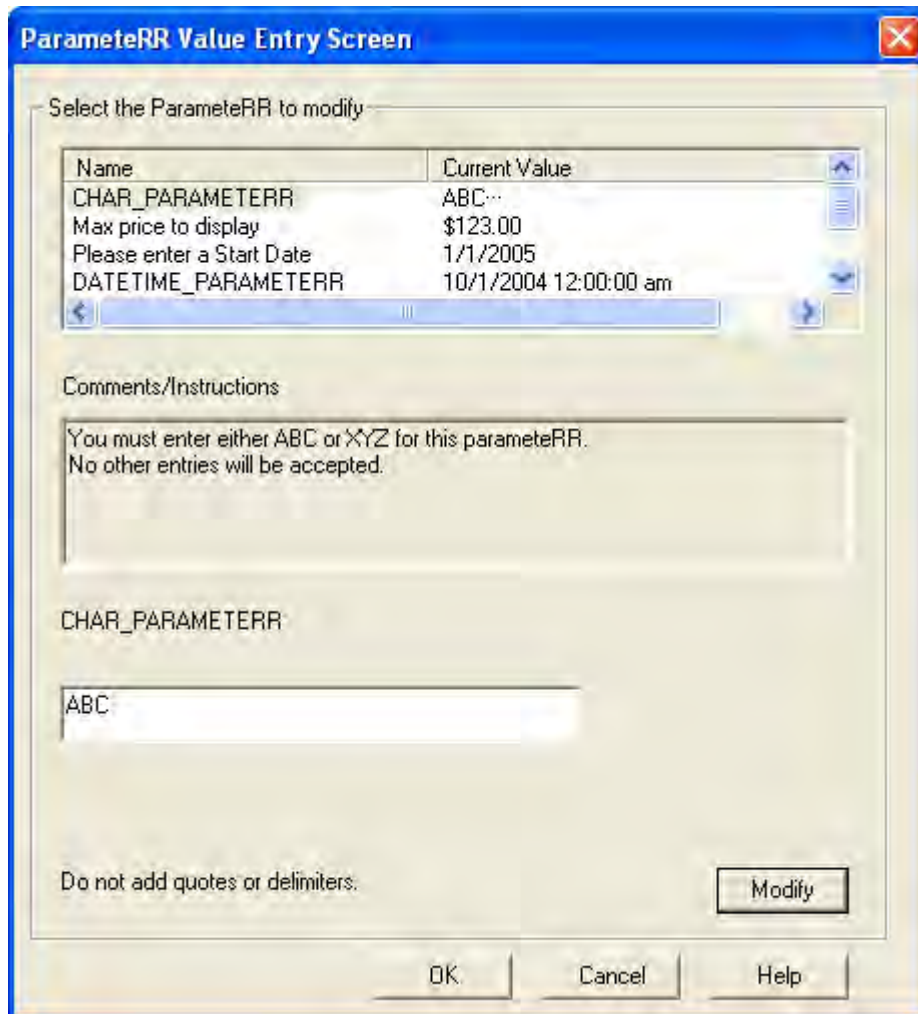 ParameteRR Value Entry Screen
Select the ParameteRR to modify
Name Current Value
CHAR_PARAMETERR ABC...
Max price to display $123.00
Please enter a Start Date 1/1/2005
DATETIME_PARAMETERR 10/1/2004 12:00:00 am
Comments/Instructions
You must enter either ABC or XYZ for this parameteRR.
No other entries will be accepted.
CHAR_PARAMETERR
ABC
Do not add quotes or delimiters.
Modify
OK Cancel Help